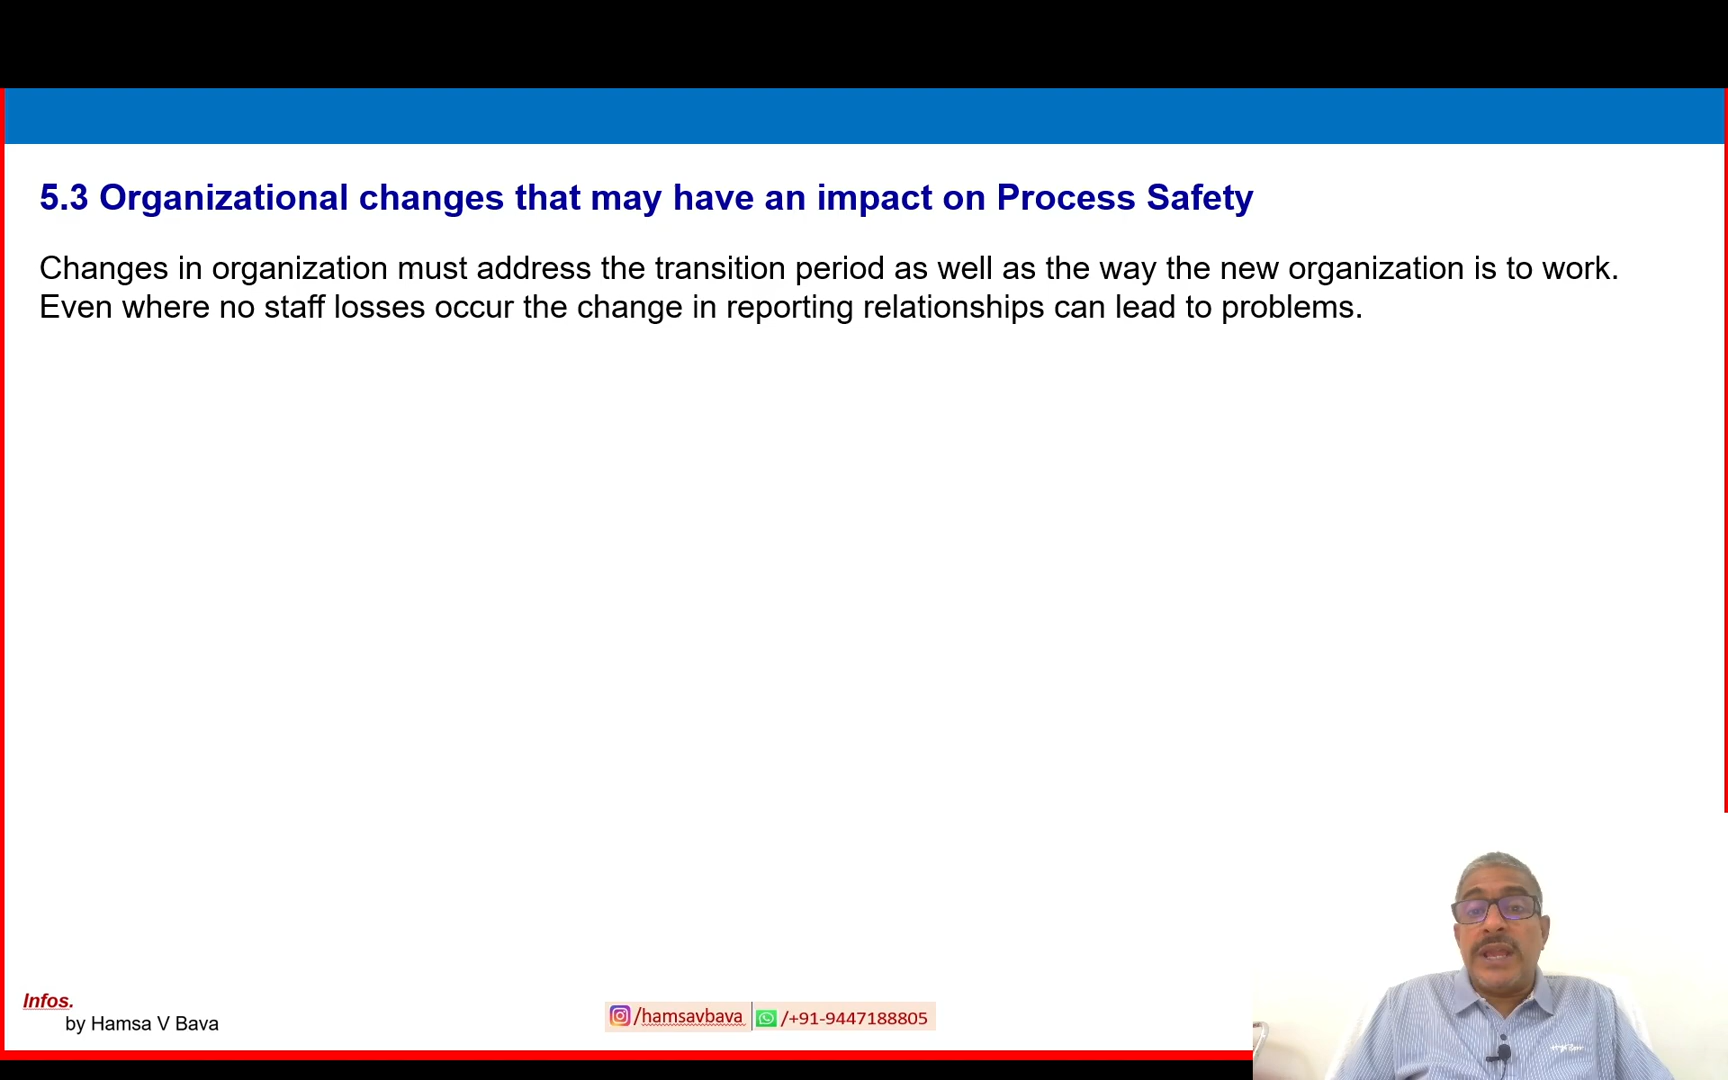 5.3 Organizational changes that may have an impact on Process Safety
Changes in organization must address the transition period as well as the way the new organization is to work.
Even where no staff losses occur the change in reporting relationships can lead to problems.
Infos.
by Hamsa V Bava
/hamsavbava
/+91-9447188805